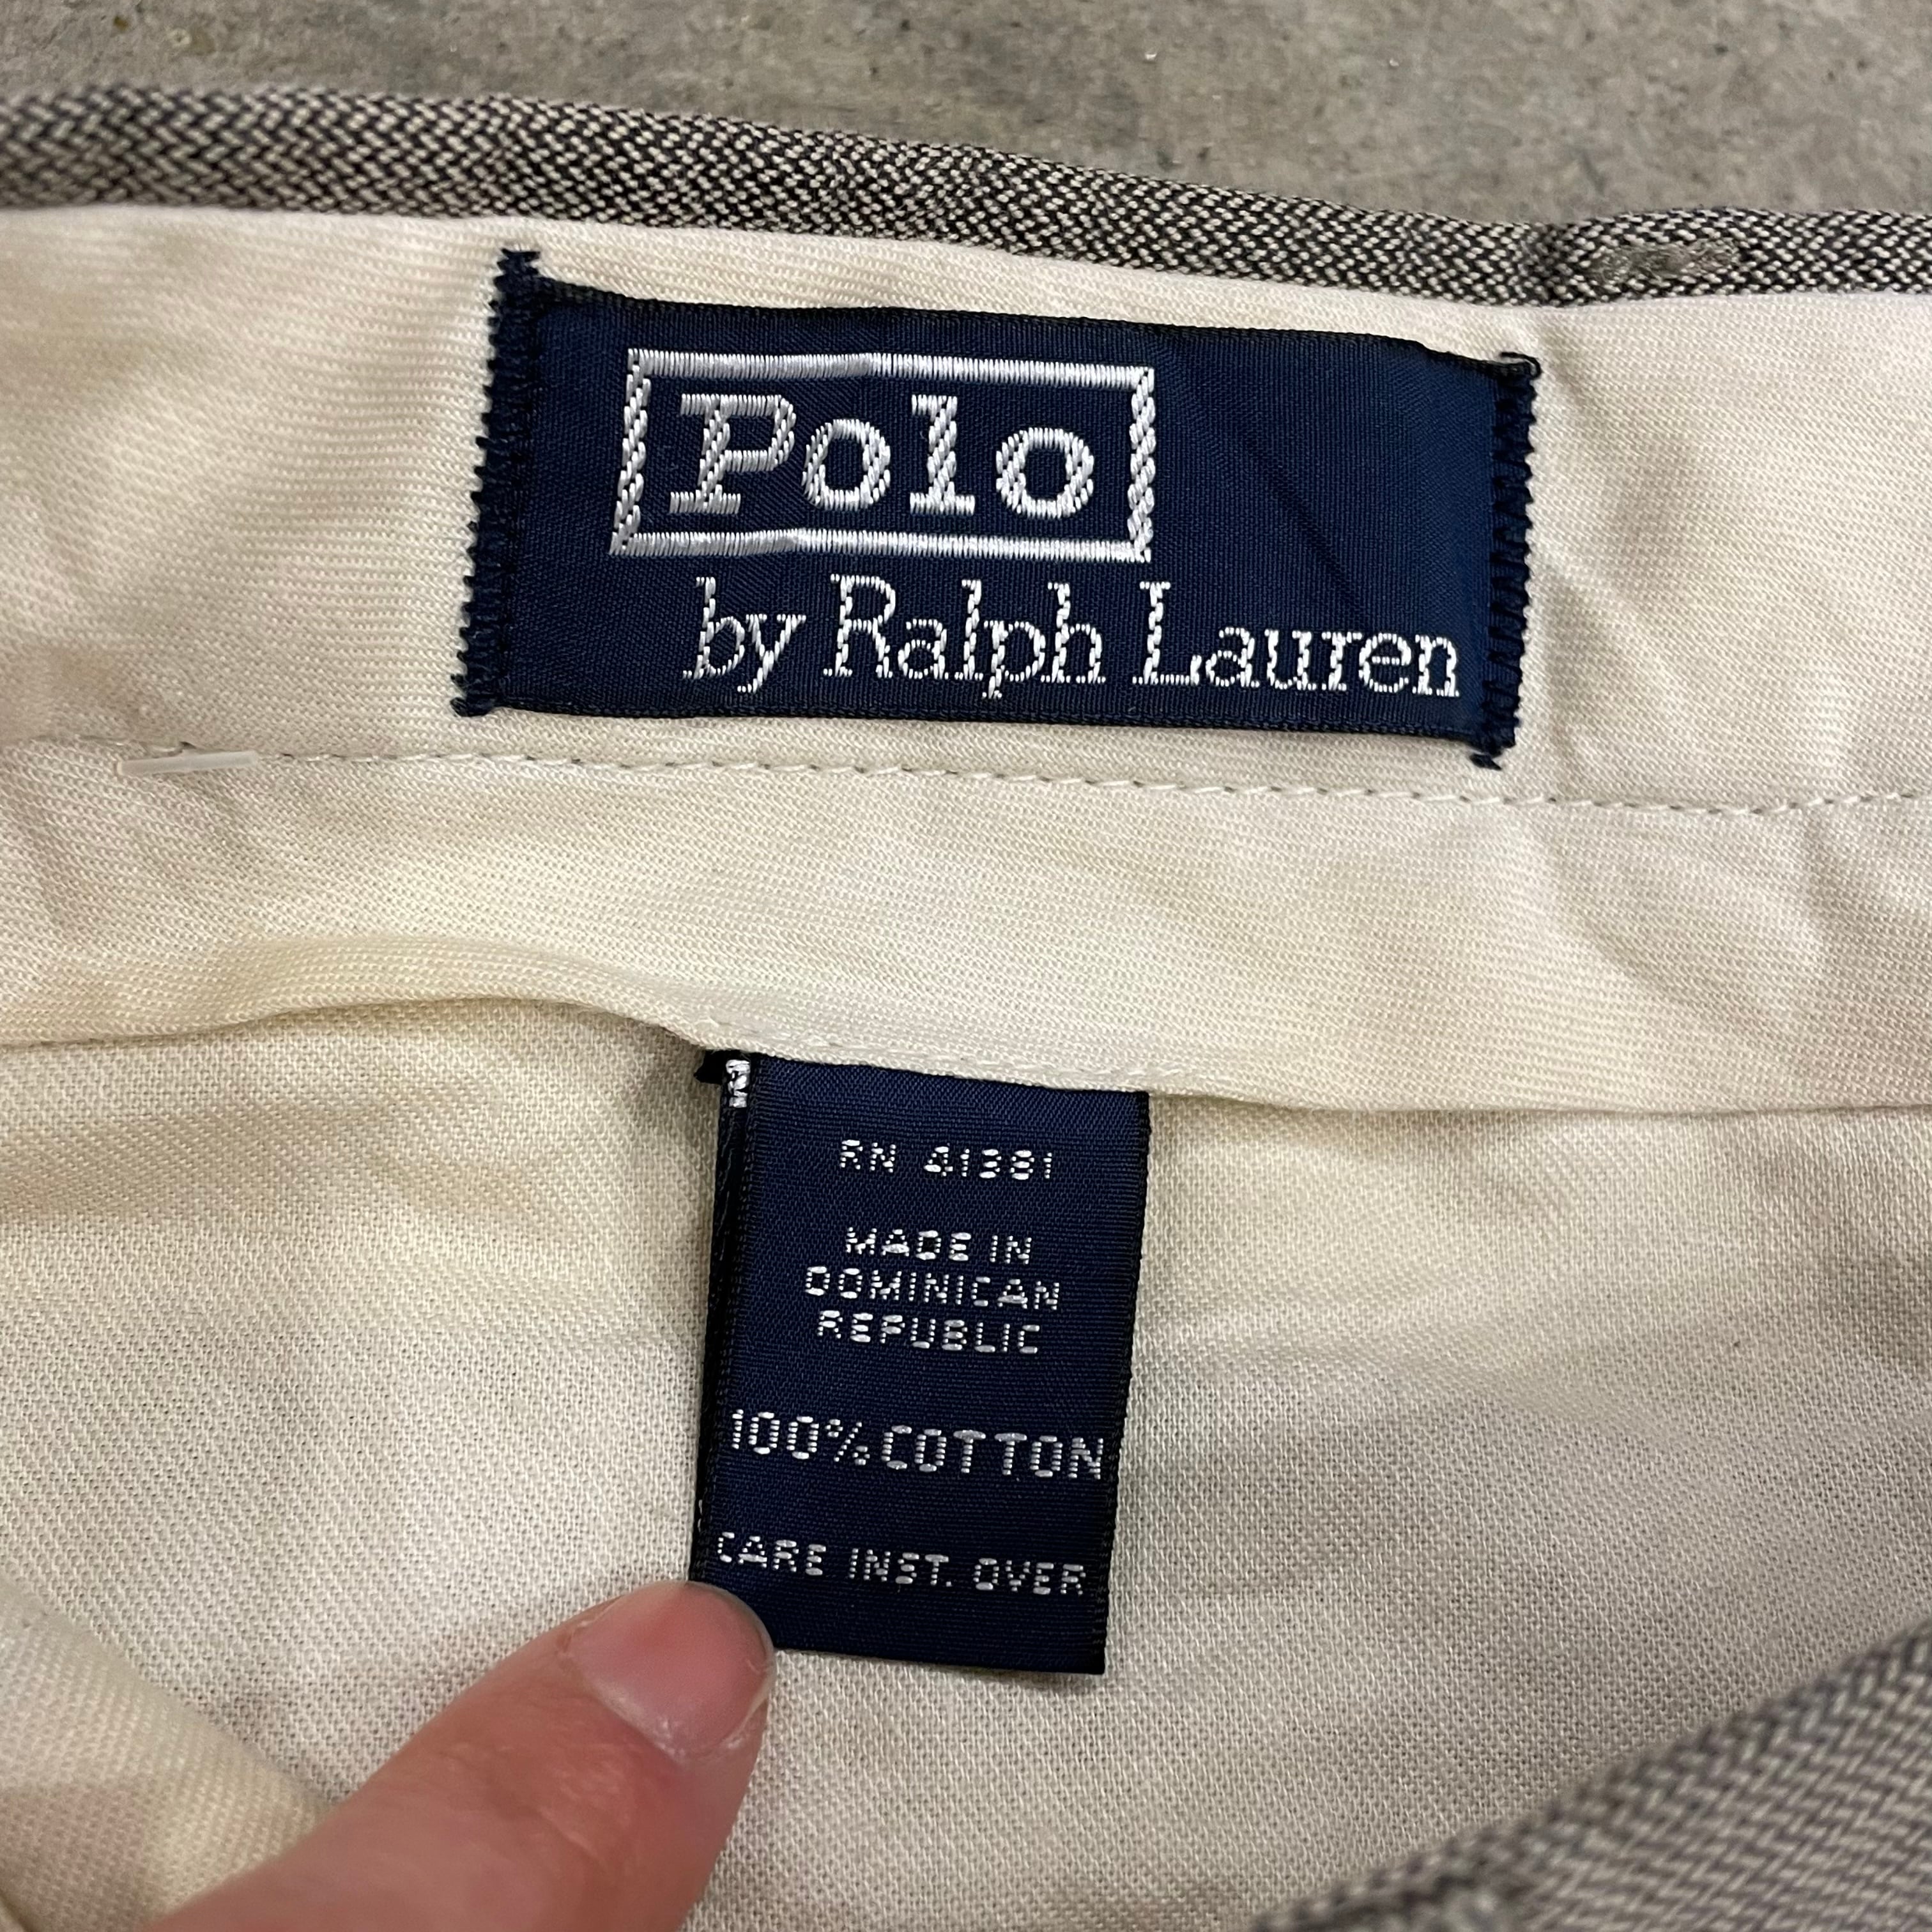 Polo
by Ralph Lauren
RN 41381
MADE IN
DOMINICAN
REPUBLIC
100% COTTON
CARE INST. OVER